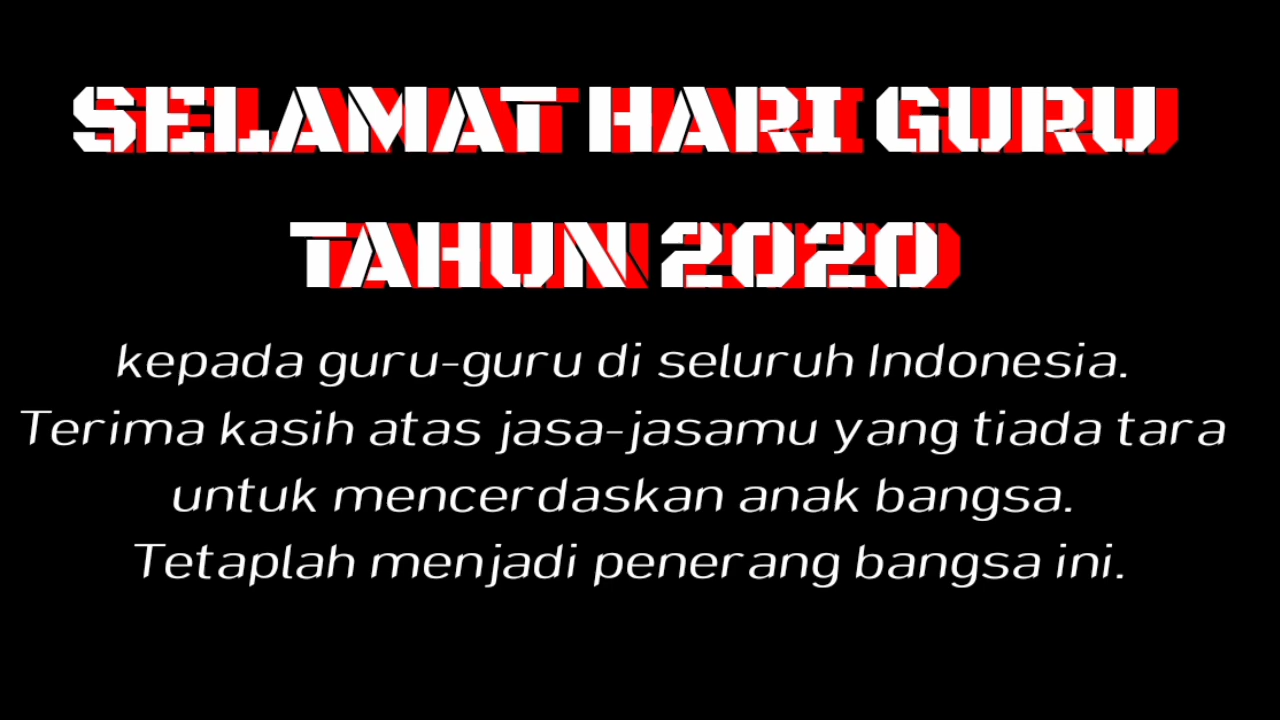 SELAMAT HARI GURU
TAHUN 2020
kepada guru-guru di seluruh Indonesia.
Terima kasih atas jasa-jasamu yang tiada tara
untuk mencerdaskan anak bangsa.
Tetaplah menjadi penerang bangsa ini.